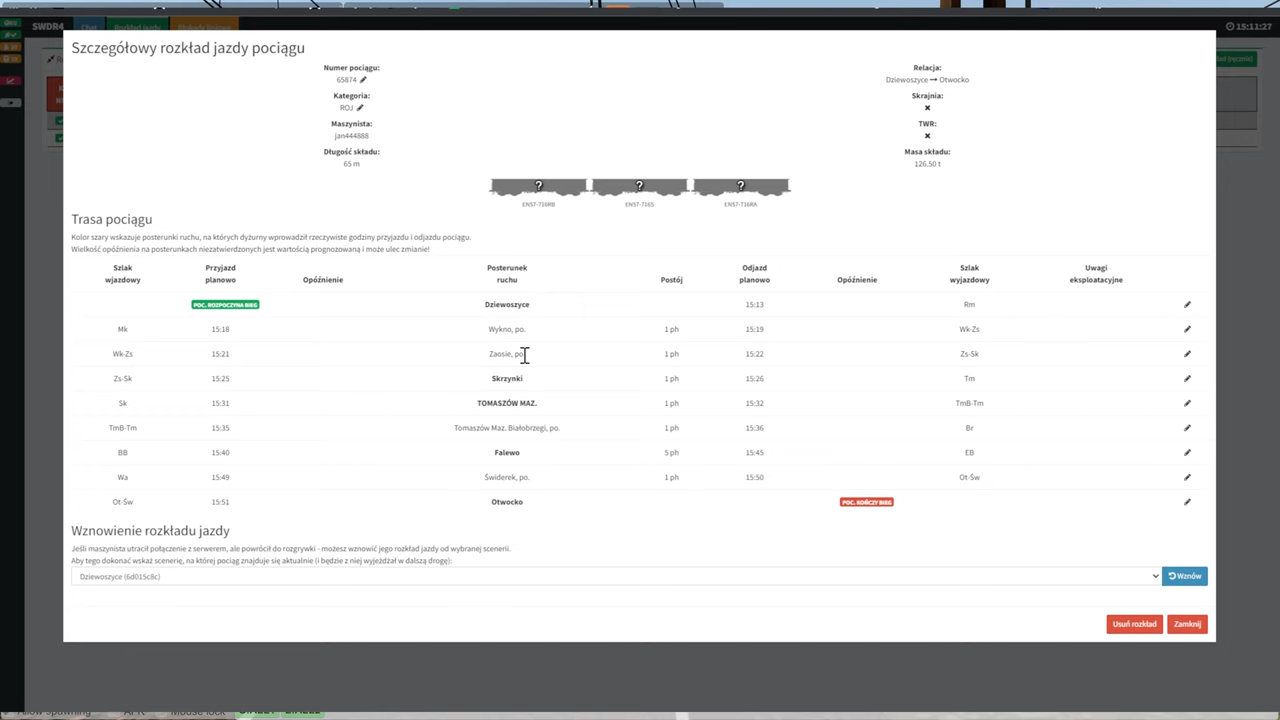 SWDR4
Chat
Rozkład jazdy
15:11:27
Szczegółowy rozkład jazdy pociągu
Numer pociągu:
65874
Kategoria:
ROJ
Maszynista:
jan444888
Długość składu:
65 m
Relacja:
Dziewoszyce → Otwocko
Skrajnia:
✖
TWR:
✖
Masa składu:
126.50 t
? ? ?
EN57-716RB EN57-716S EN57-716RA
Trasa pociągu
Kolor szary wskazuje posterunki ruchu, na których dyżurny wprowadził rzeczywiste godziny przyjazdu i odjazdu pociągu.
Wielkość opóźnienia na posterunkach niezatwierdzonych jest wartością prognozowaną i może ulec zmianie!
Szlak wjazdowy Przyjazd planowo Opóźnienie Posterunek ruchu Postój Odjazd planowo Opóźnienie Szlak wyjazdowy Uwagi eksploatacyjne
POC. ROZPOCZYNA BIEG Dziewoszyce 15:13 Rm
Mk 15:18 Wykno, po. 1 ph 15:19 Wk-Zs
Wk-Zs 15:21 Zaosie, po. 1 ph 15:22 Zs-Sk
Zs-Sk 15:25 Skrzynki 1 ph 15:26 Tm
Sk 15:31 TOMASZÓW MAZ. 1 ph 15:32 TmB-Tm
TmB-Tm 15:35 Tomaszów Maz. Białobrzegi, po. 1 ph 15:36 Br
BB 15:40 Falewo 5 ph 15:45 EB
Wa 15:49 Świderek, po. 1 ph 15:50 Ot-Św
Ot-Św 15:51 Otwocko POC. KOŃCZY BIEG
Wznowienie rozkładu jazdy
Jeśli maszynista utracił połączenie z serwerem, ale powrócił do rozgrywki - możesz wznowić jego rozkład jazdy od wybranej scenerii.
Aby tego dokonać wskaż scenerię, na której pociąg znajduje się aktualnie (i będzie z niej wyjeżdżał w dalszą drogę):
Dziewoszyce (6d015c8c)
Wznów
Usuń rozkład
Zamknij